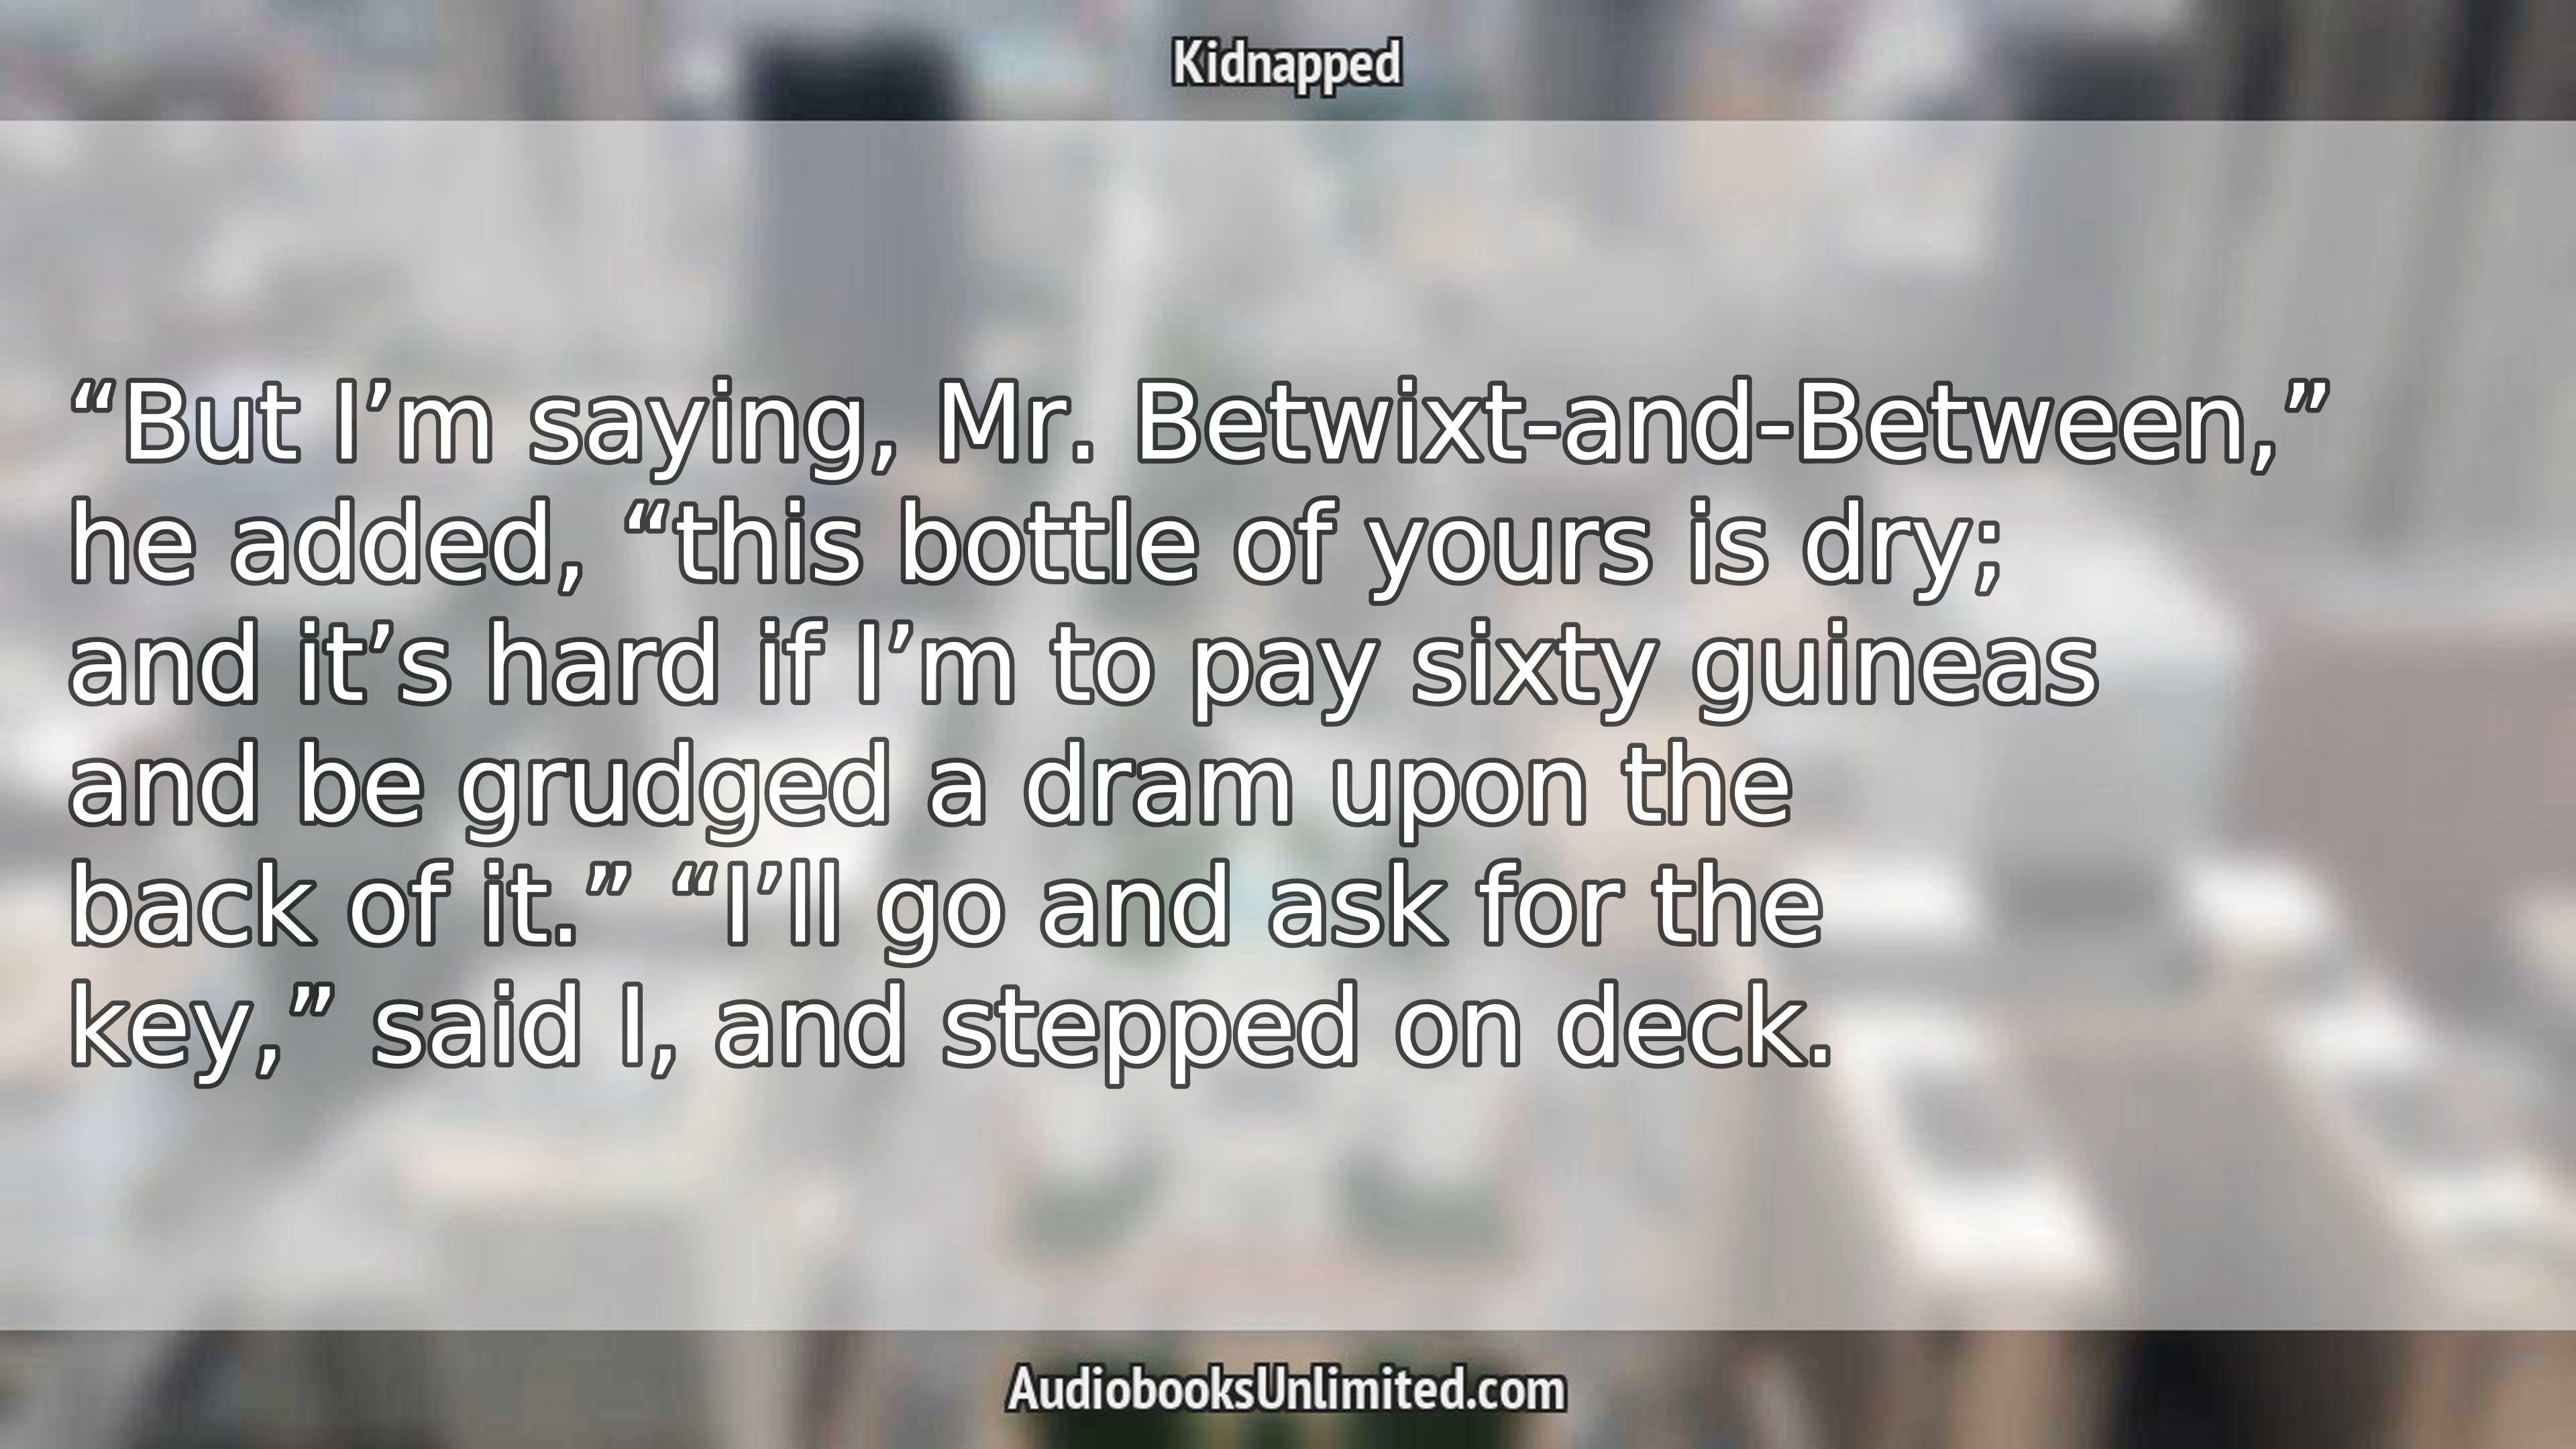 Kidnapped
“But I’m saying, Mr. Betwixt-and-Between,”
he added, “this bottle of yours is dry;
and it’s hard if I’m to pay sixty guineas
and be grudged a dram upon the
back of it.” “I’ll go and ask for the
key,” said I, and stepped on deck.
AudiobooksUnlimited.com